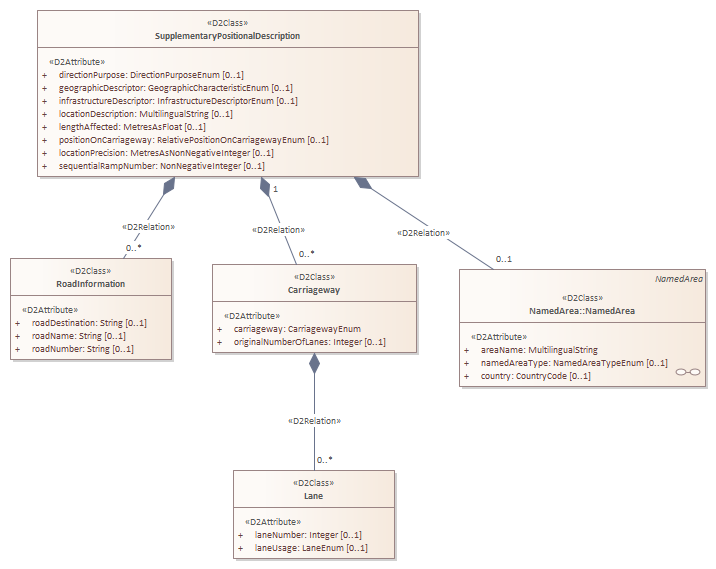 «D2Class»
SupplementaryPositionalDescription
«D2Attribute»
+ directionPurpose: DirectionPurposeEnum [0..1]
+ geographicDescriptor: GeographicCharacteristicEnum [0..1]
+ infrastructureDescriptor: InfrastructureDescriptorEnum [0..1]
+ locationDescription: MultilingualString [0..1]
+ lengthAffected: MetresAsFloat [0..1]
+ positionOnCarriageway: RelativePositionOnCarriagewayEnum [0..1]
+ locationPrecision: MetresAsNonNegativeInteger [0..1]
+ sequentialRampNumber: NonNegativeInteger [0..1]
1
«D2Relation»
«D2Relation»
«D2Relation»
0..*
0..*
0..1
«D2Class»
RoadInformation
«D2Attribute»
+ roadDestination: String [0..1]
+ roadName: String [0..1]
+ roadNumber: String [0..1]
«D2Class»
Carriageway
«D2Attribute»
+ carriageway: CarriagewayEnum
+ originalNumberOfLanes: Integer [0..1]
NamedArea
«D2Class»
NamedArea::NamedArea
«D2Attribute»
+ areaName: MultilingualString
+ namedAreaType: NamedAreaTypeEnum [0..1]
+ country: CountryCode [0..1]
«D2Relation»
0..*
«D2Class»
Lane
«D2Attribute»
+ laneNumber: Integer [0..1]
+ laneUsage: LaneEnum [0..1]